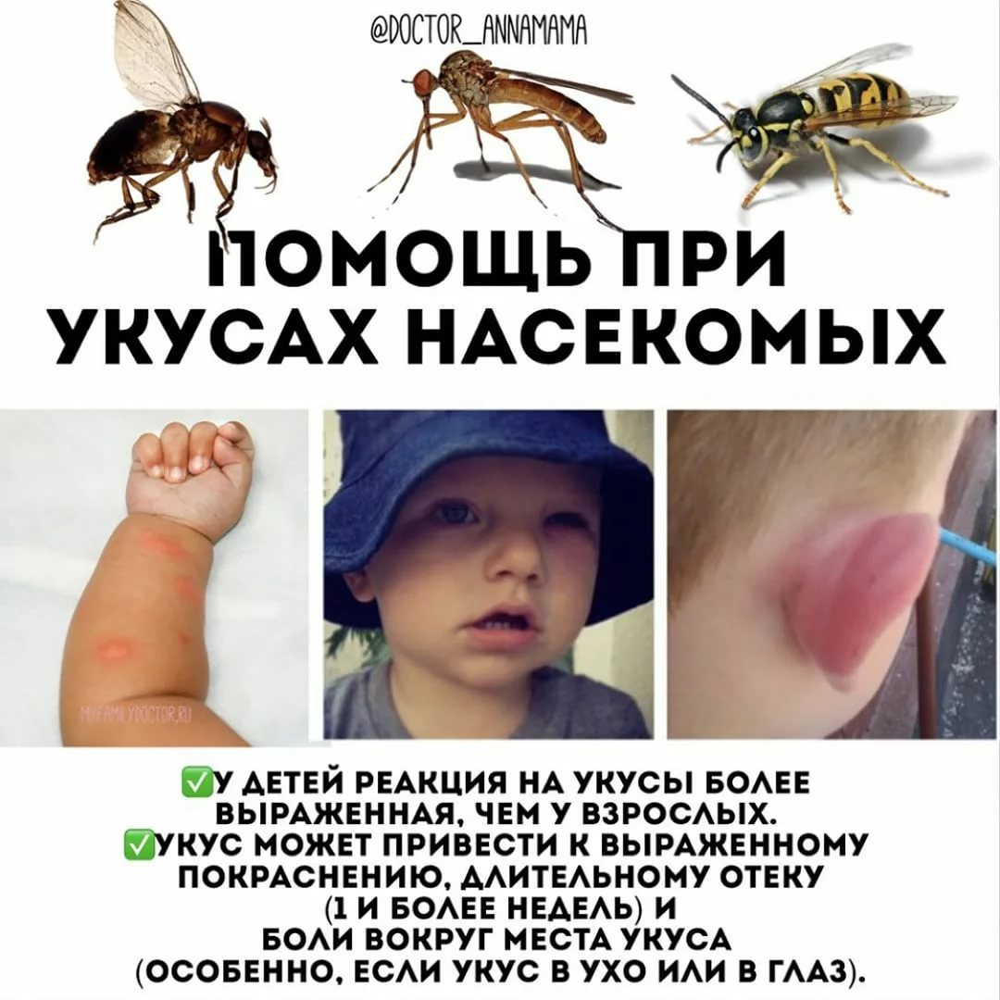 @DOCTOR_ANNAMAMA
ПОМОЩЬ ПРИ
УКУСАХ НАСЕКОМЫХ
MYFAMILYDOCTOR.RU
✅У ДЕТЕЙ РЕАКЦИЯ НА УКУСЫ БОЛЕЕ
ВЫРАЖЕННАЯ, ЧЕМ У ВЗРОСЛЫХ.
✅УКУС МОЖЕТ ПРИВЕСТИ К ВЫРАЖЕННОМУ
ПОКРАСНЕНИЮ, ДЛИТЕЛЬНОМУ ОТЕКУ
(1 И БОЛЕЕ НЕДЕЛЬ) И
БОЛИ ВОКРУГ МЕСТА УКУСА
(ОСОБЕННО, ЕСЛИ УКУС В УХО ИЛИ В ГЛАЗ).